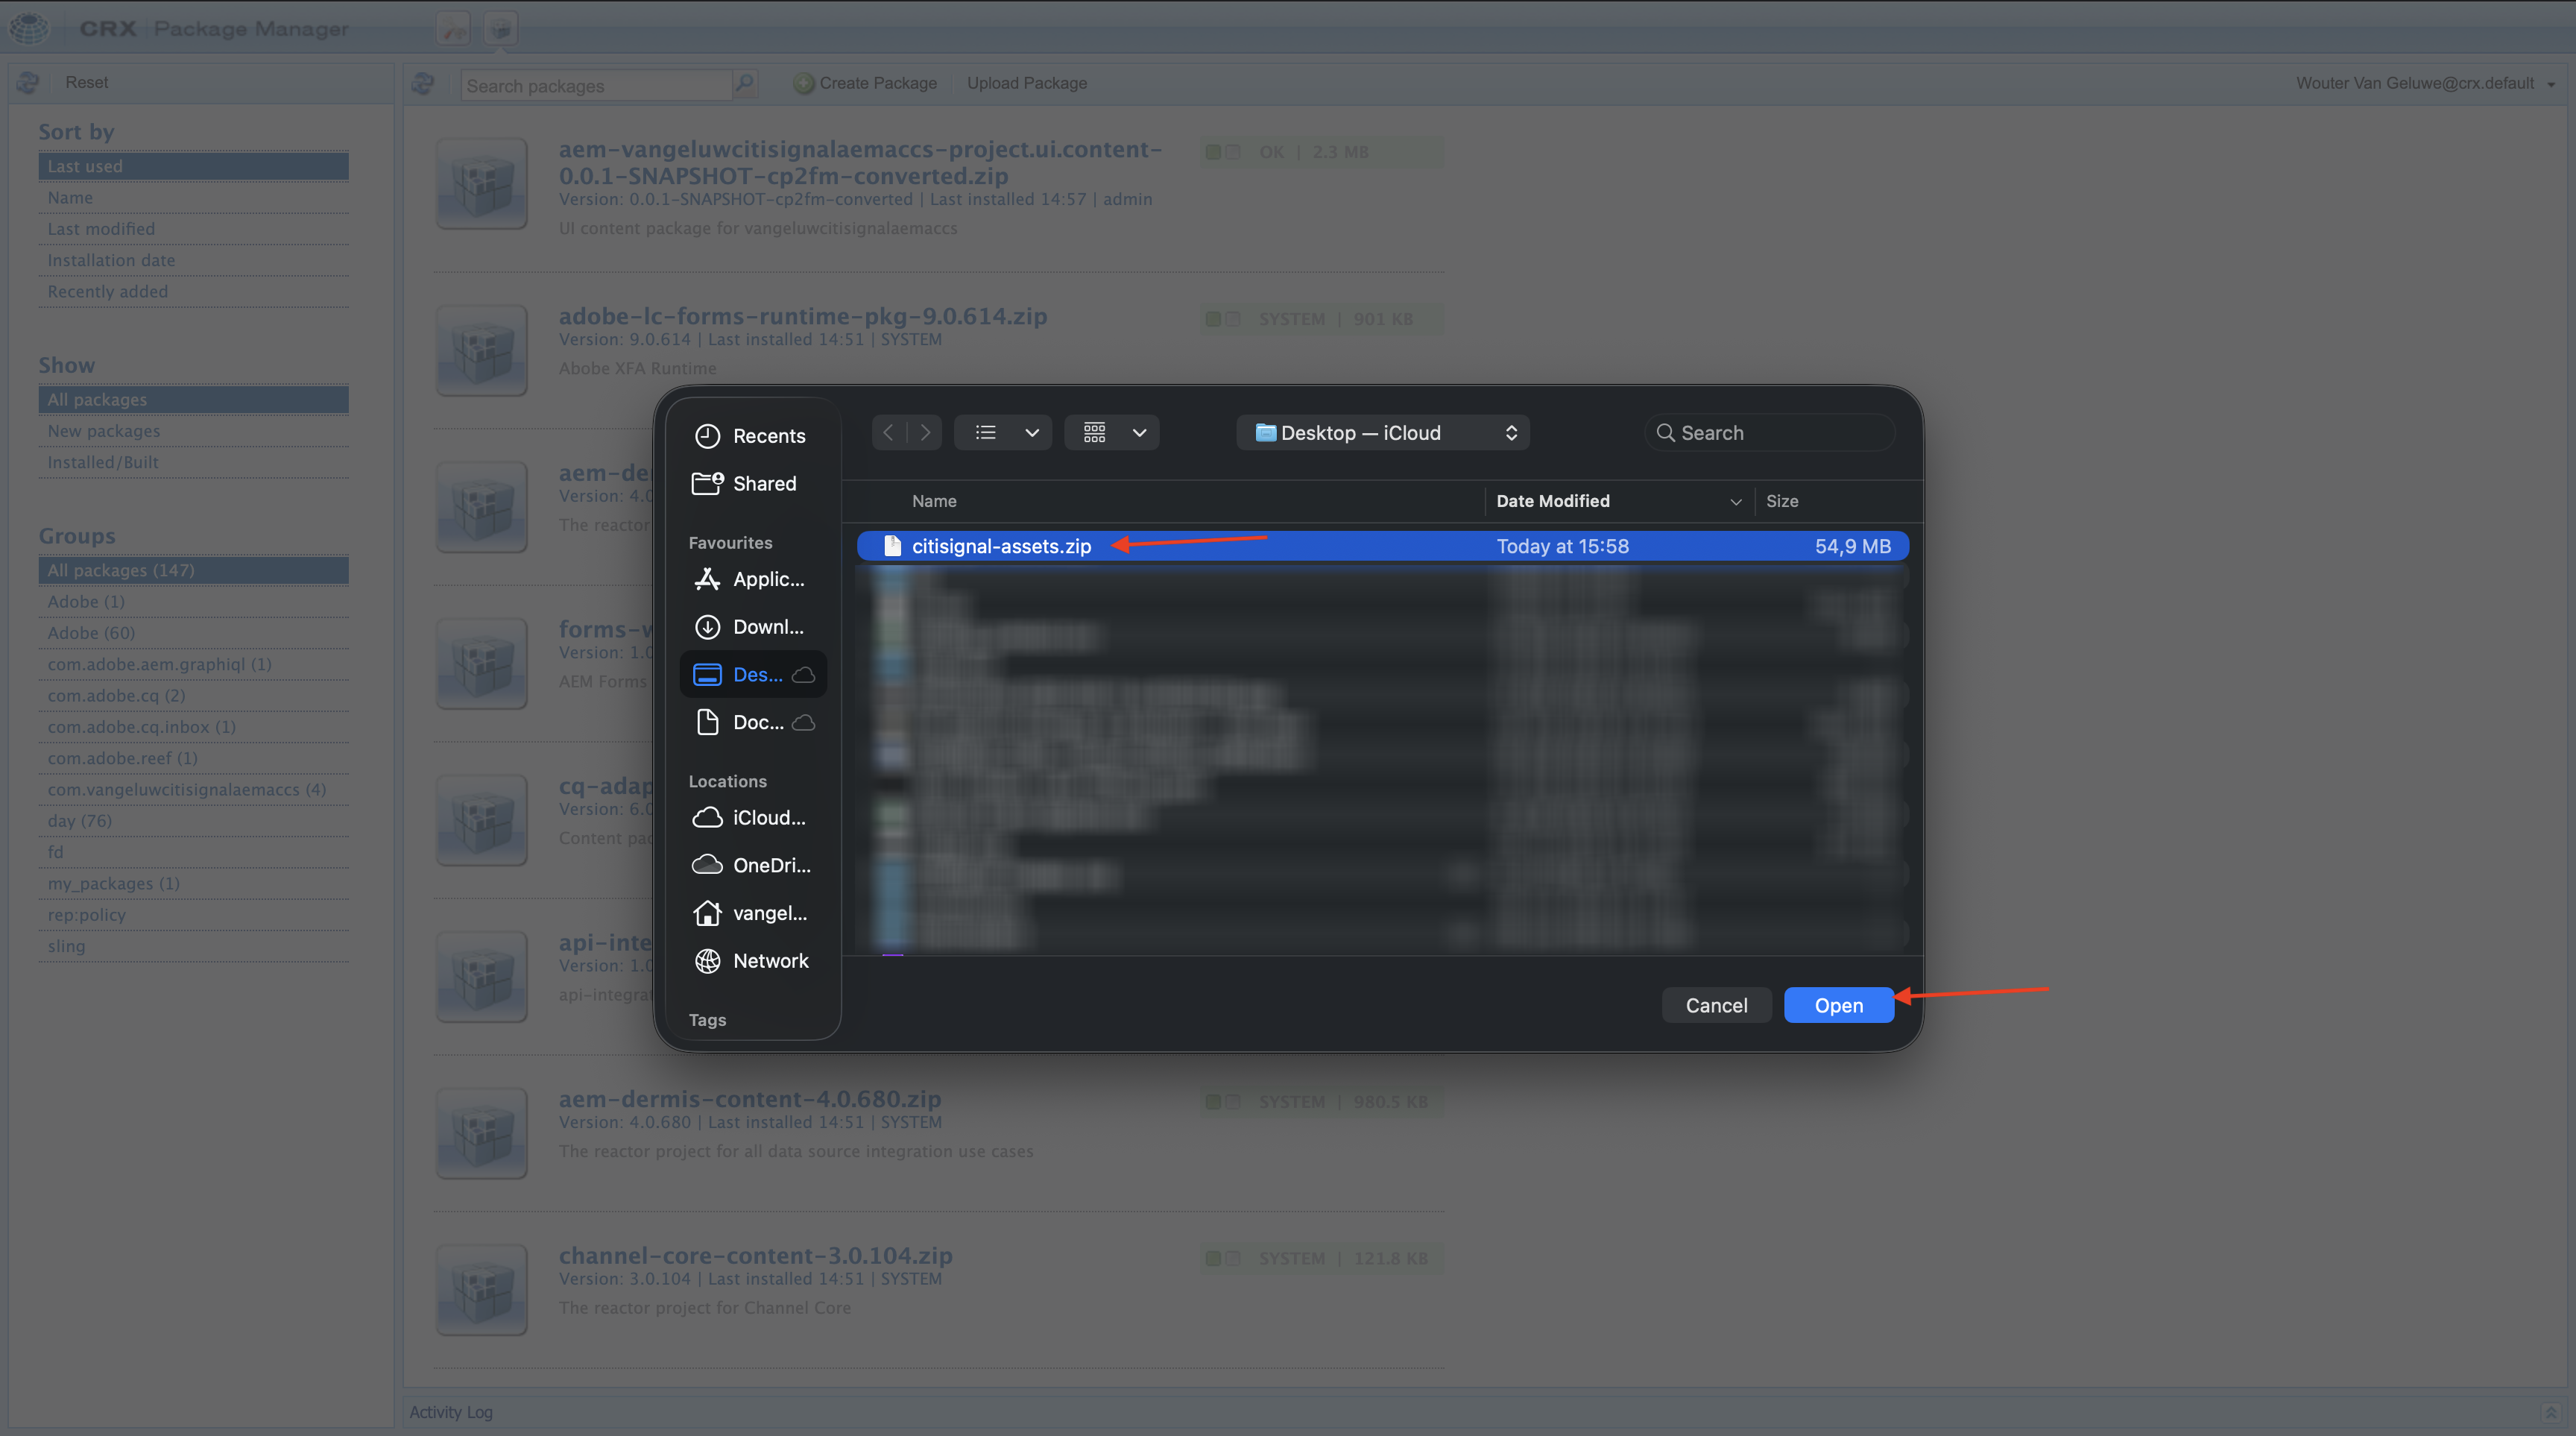 CRX | Package Manager
Reset
Search packages
Create Package
Upload Package
Wouter Van Geluwe@crx.default
Sort by
Last used
Name
Last modified
Installation date
Recently added
Show
All packages
New packages
Installed/Built
Groups
All packages (147)
Adobe (1)
Adobe (60)
com.adobe.aem.graphiql (1)
com.adobe.cq (2)
com.adobe.cq.inbox (1)
com.adobe.reef (1)
com.vangeluwcitisignalaemaccs (4)
day (76)
fd
my_packages (1)
rep:policy
sling
aem-vangeluwcitisignalaemaccs-project.ui.content-
0.0.1-SNAPSHOT-cp2fm-converted.zip
Version: 0.0.1-SNAPSHOT-cp2fm-converted | Last installed 14:57 | admin
UI content package for vangeluwcitisignalaemaccs
OK | 2.3 MB
adobe-lc-forms-runtime-pkg-9.0.614.zip
Version: 9.0.614 | Last installed 14:51 | SYSTEM
Abobe XFA Runtime
SYSTEM | 901 KB
aem-de
Version: 4.0
The reactor
forms-w
Version: 1.0
AEM Forms
cq-adap
Version: 6.0
Content pac
api-inte
Version: 1.0
api-integra
aem-dermis-content-4.0.680.zip
Version: 4.0.680 | Last installed 14:51 | SYSTEM
The reactor project for all data source integration use cases
SYSTEM | 980.5 KB
channel-core-content-3.0.104.zip
Version: 3.0.104 | Last installed 14:51 | SYSTEM
The reactor project for Channel Core
SYSTEM | 121.8 KB
Activity Log
Recents
Shared
Favourites
Applic...
Downl...
Des...
Doc...
Locations
iCloud...
OneDri...
vangel...
Network
Tags
Desktop — iCloud
Search
Name
Date Modified
Size
citisignal-assets.zip
Today at 15:58
54,9 MB
Cancel
Open